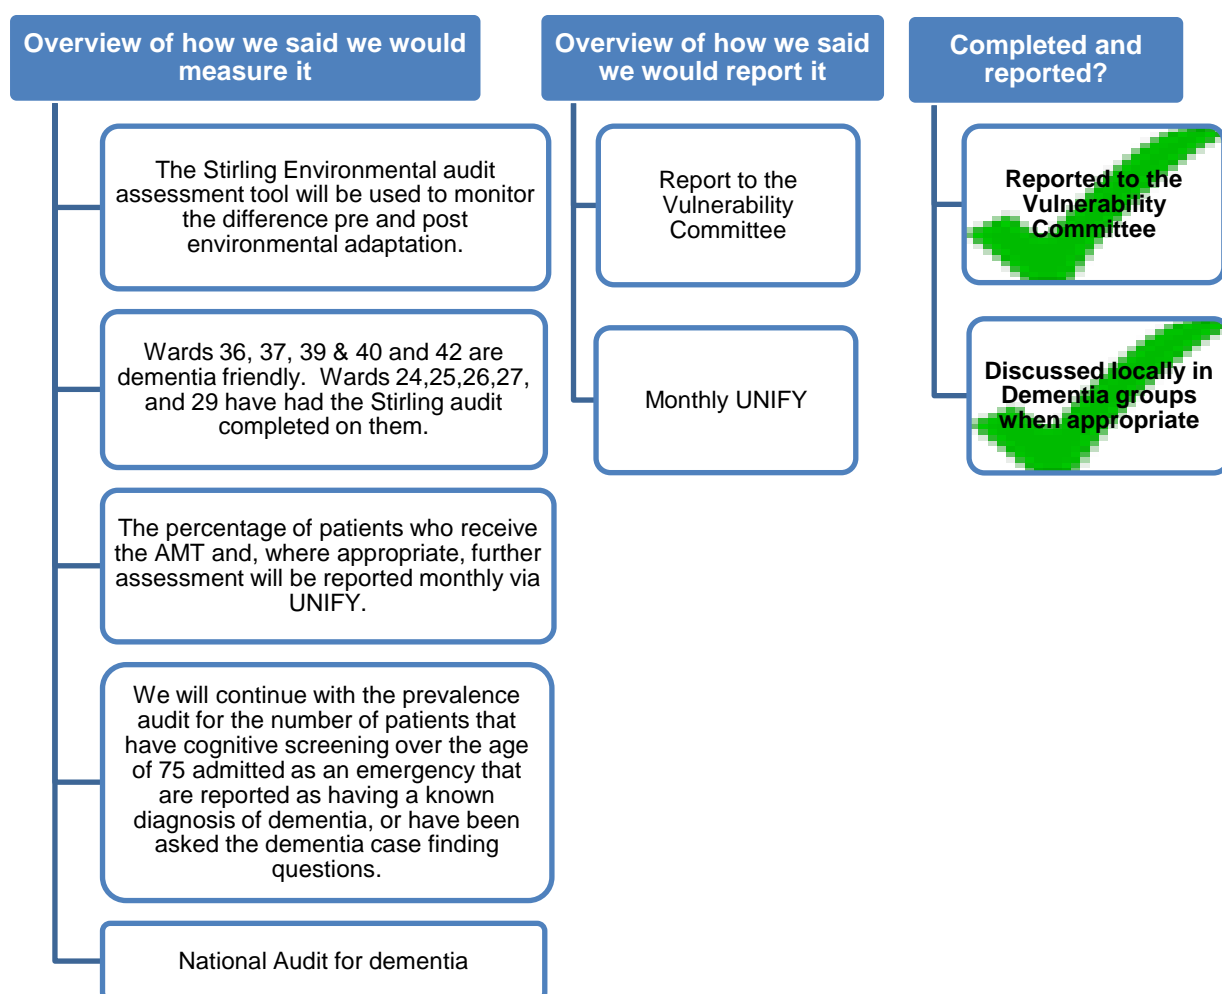 Overview of how we said we would
measure it
The Stirling Environmental audit
assessment tool will be used to monitor
the difference pre and post
environmental adaptation.
Wards 36, 37, 39 & 40 and 42 are
dementia friendly.  Wards 24,25,26,27,
and 29 have had the Stirling audit
completed on them.
The percentage of patients who receive
the AMT and, where appropriate, further
assessment will be reported monthly via
UNIFY.
We will continue with the prevalence
audit for the number of patients that
have cognitive screening over the age
of 75 admitted as an emergency that
are reported as having a known
diagnosis of dementia, or have been
asked the dementia case finding
questions.
National Audit for dementia
Overview of how we said
we would report it
Report to the
Vulnerability
Committee
Monthly UNIFY
Completed and
reported?
Reported to the
Vulnerability
Committee
Discussed locally in
Dementia groups
when appropriate